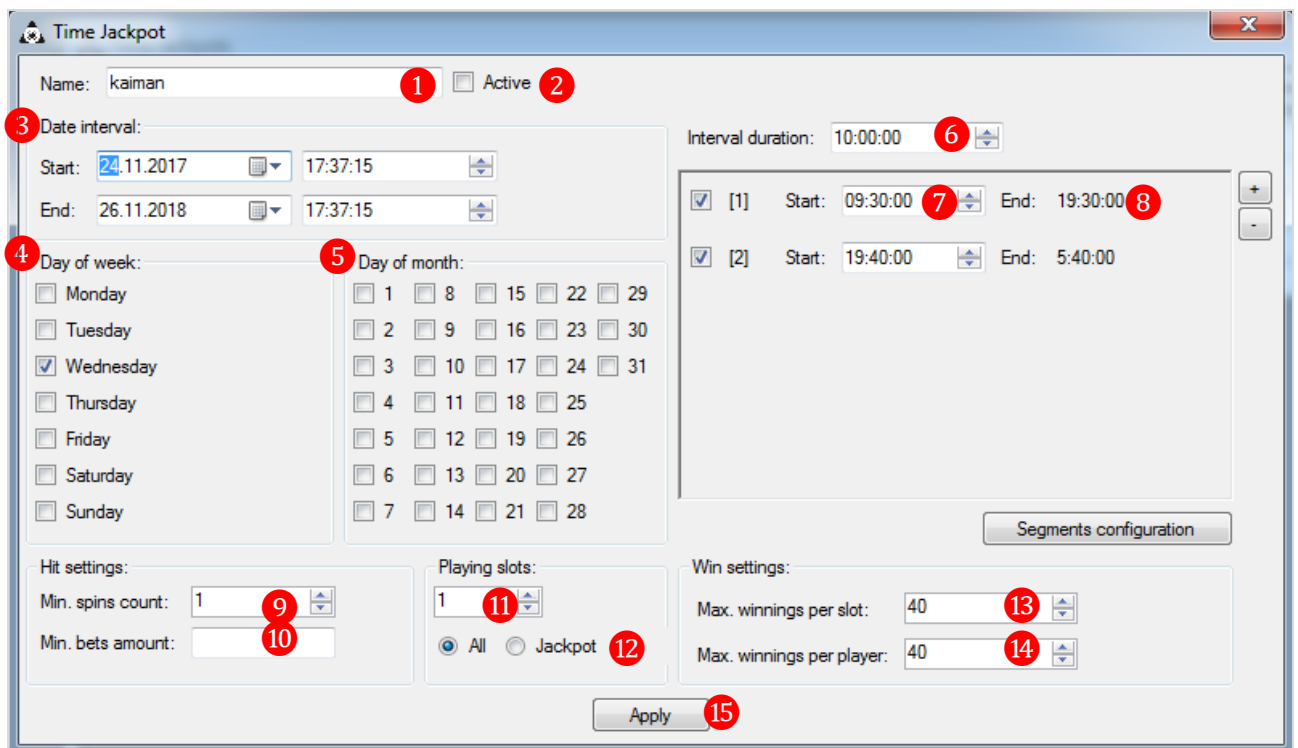 Time Jackpot
Name: kaiman 1 Active 2
3 Date interval:
Start: 24.11.2017 17:37:15
End: 26.11.2018 17:37:15
Interval duration: 10:00:00 6
[1] Start: 09:30:00 7 End: 19:30:00 8
[2] Start: 19:40:00 End: 5:40:00
+
-
4 Day of week:
Monday
Tuesday
Wednesday
Thursday
Friday
Saturday
Sunday
5 Day of month:
1 8 15 22 29
2 9 16 23 30
3 10 17 24 31
4 11 18 25
5 12 19 26
6 13 20 27
7 14 21 28
Segments configuration
Hit settings:
Min. spins count: 1 9
Min. bets amount: 10
Playing slots:
1 11
All Jackpot 12
Win settings:
Max. winnings per slot: 40 13
Max. winnings per player: 40 14
Apply 15